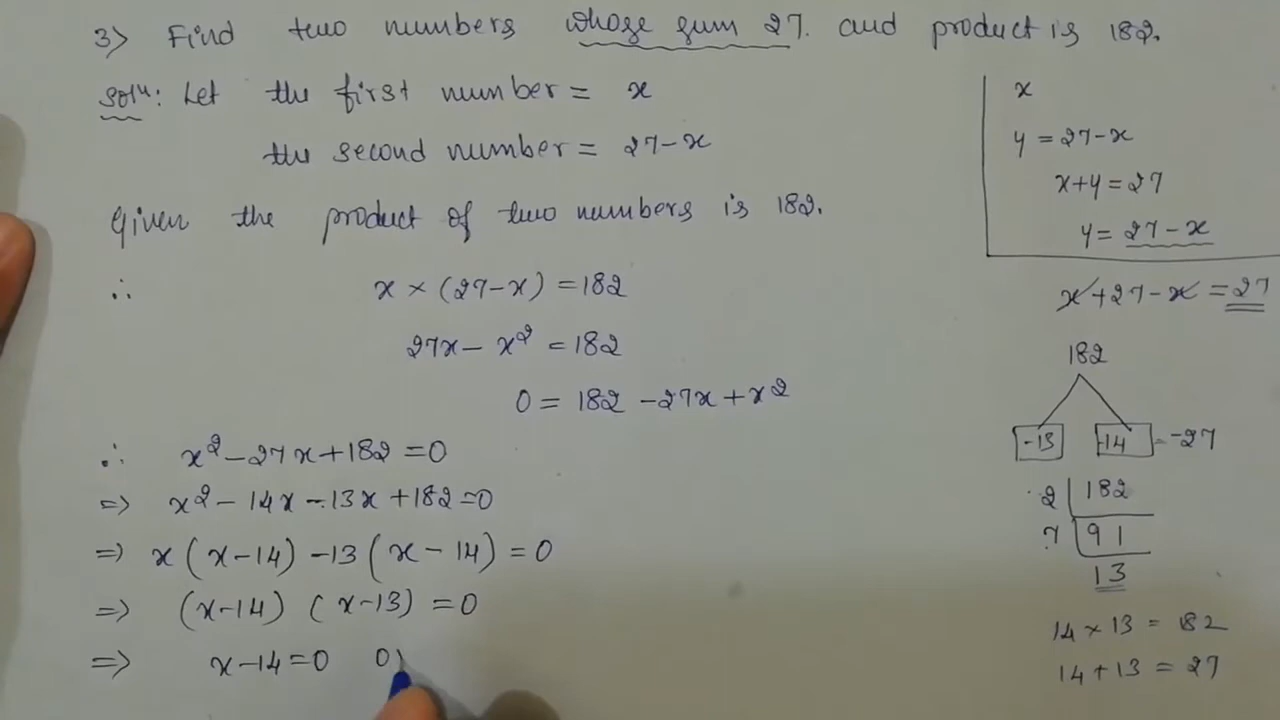 3) Find two numbers whose sum 27. and product is 182.
Solu: Let the first number = x
the second number = 27-x
Given the product of two numbers is 182.
∴ x × (27-x) = 182
27x - x² = 182
0 = 182 - 27x + x²
∴ x² - 27x + 182 = 0
=> x² - 14x - 13x + 182 = 0
=> x(x-14) - 13(x-14) = 0
=> (x-14) (x-13) = 0
=> x-14 = 0 or
x
y = 27-x
x+y = 27
y = 27-x
x+27-x = 27
182
-13 -14 = -27
2 | 182
7 | 91
13
14 × 13 = 182
14 + 13 = 27